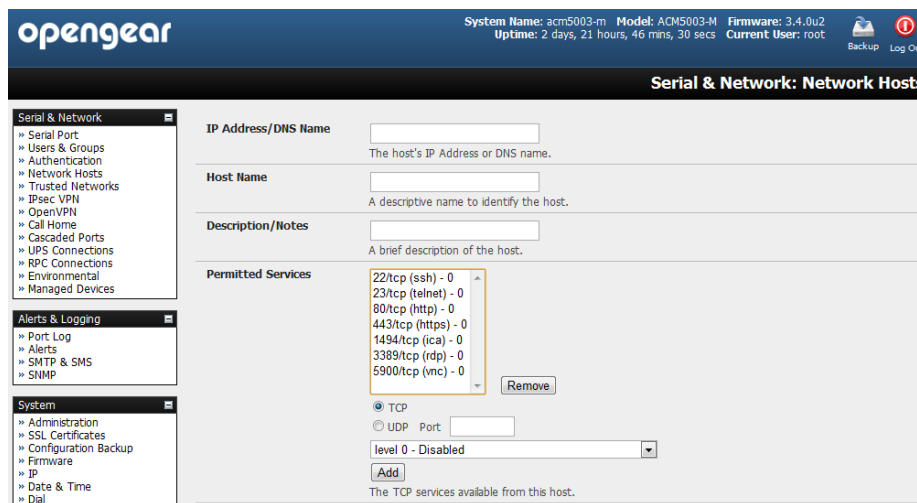 opengear
System Name: acm5003-m Model: ACM5003-M Firmware: 3.4.0u2
Uptime: 2 days, 21 hours, 46 mins, 30 secs Current User: root
Backup
Log O
Serial & Network: Network Hosts
Serial & Network
» Serial Port
» Users & Groups
» Authentication
» Network Hosts
» Trusted Networks
» IPsec VPN
» OpenVPN
» Call Home
» Cascaded Ports
» UPS Connections
» RPC Connections
» Environmental
» Managed Devices
Alerts & Logging
» Port Log
» Alerts
» SMTP & SMS
» SNMP
System
» Administration
» SSL Certificates
» Configuration Backup
» Firmware
» IP
» Date & Time
» Dial
IP Address/DNS Name
The host's IP Address or DNS name.
Host Name
A descriptive name to identify the host.
Description/Notes
A brief description of the host.
Permitted Services
22/tcp (ssh) - 0
23/tcp (telnet) - 0
80/tcp (http) - 0
443/tcp (https) - 0
1494/tcp (ica) - 0
3389/tcp (rdp) - 0
5900/tcp (vnc) - 0
Remove
TCP
UDP Port
level 0 - Disabled
Add
The TCP services available from this host.